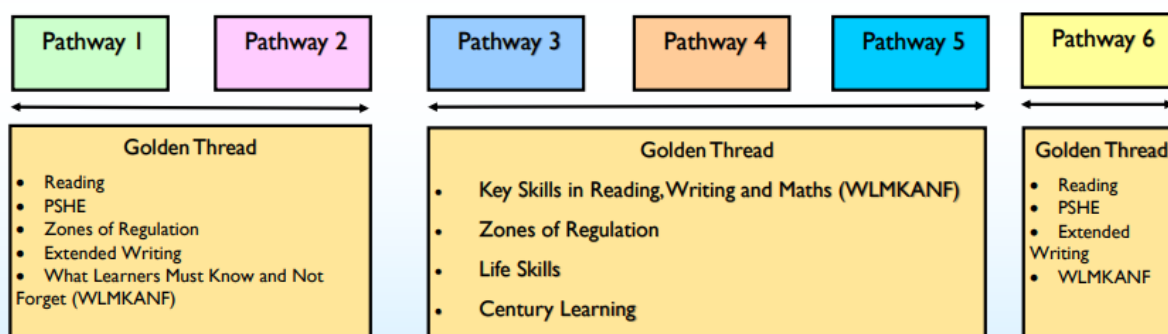 Pathway 1
Pathway 2
Pathway 3
Pathway 4
Pathway 5
Pathway 6
Golden Thread
• Reading
• PSHE
• Zones of Regulation
• Extended Writing
• What Learners Must Know and Not
Forget (WLMKANF)
Golden Thread
• Key Skills in Reading, Writing and Maths (WLMKANF)
• Zones of Regulation
• Life Skills
• Century Learning
Golden Thread
• Reading
• PSHE
• Extended
Writing
• WLMKANF